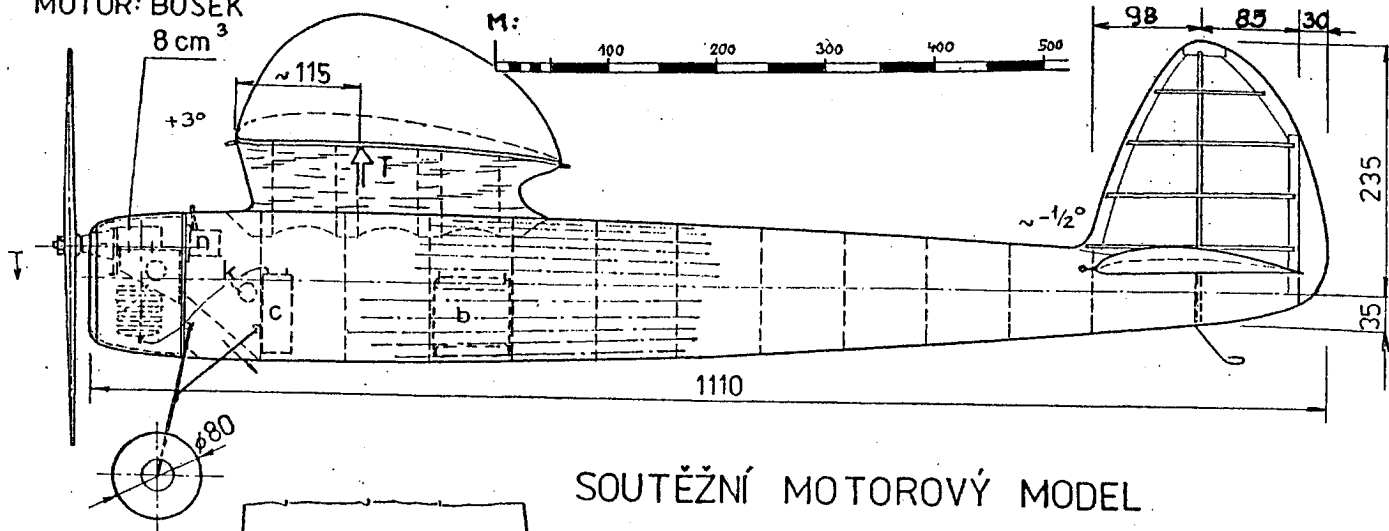 MOTOR: BUŠEK
8 cm³
M:
100 200 300 400 500
98 85 30
~115
+3°
T
235
~-1/2°
n
T
k
c
b
35
1110
ø80
SOUTĚŽNÍ MOTOROVÝ MODEL